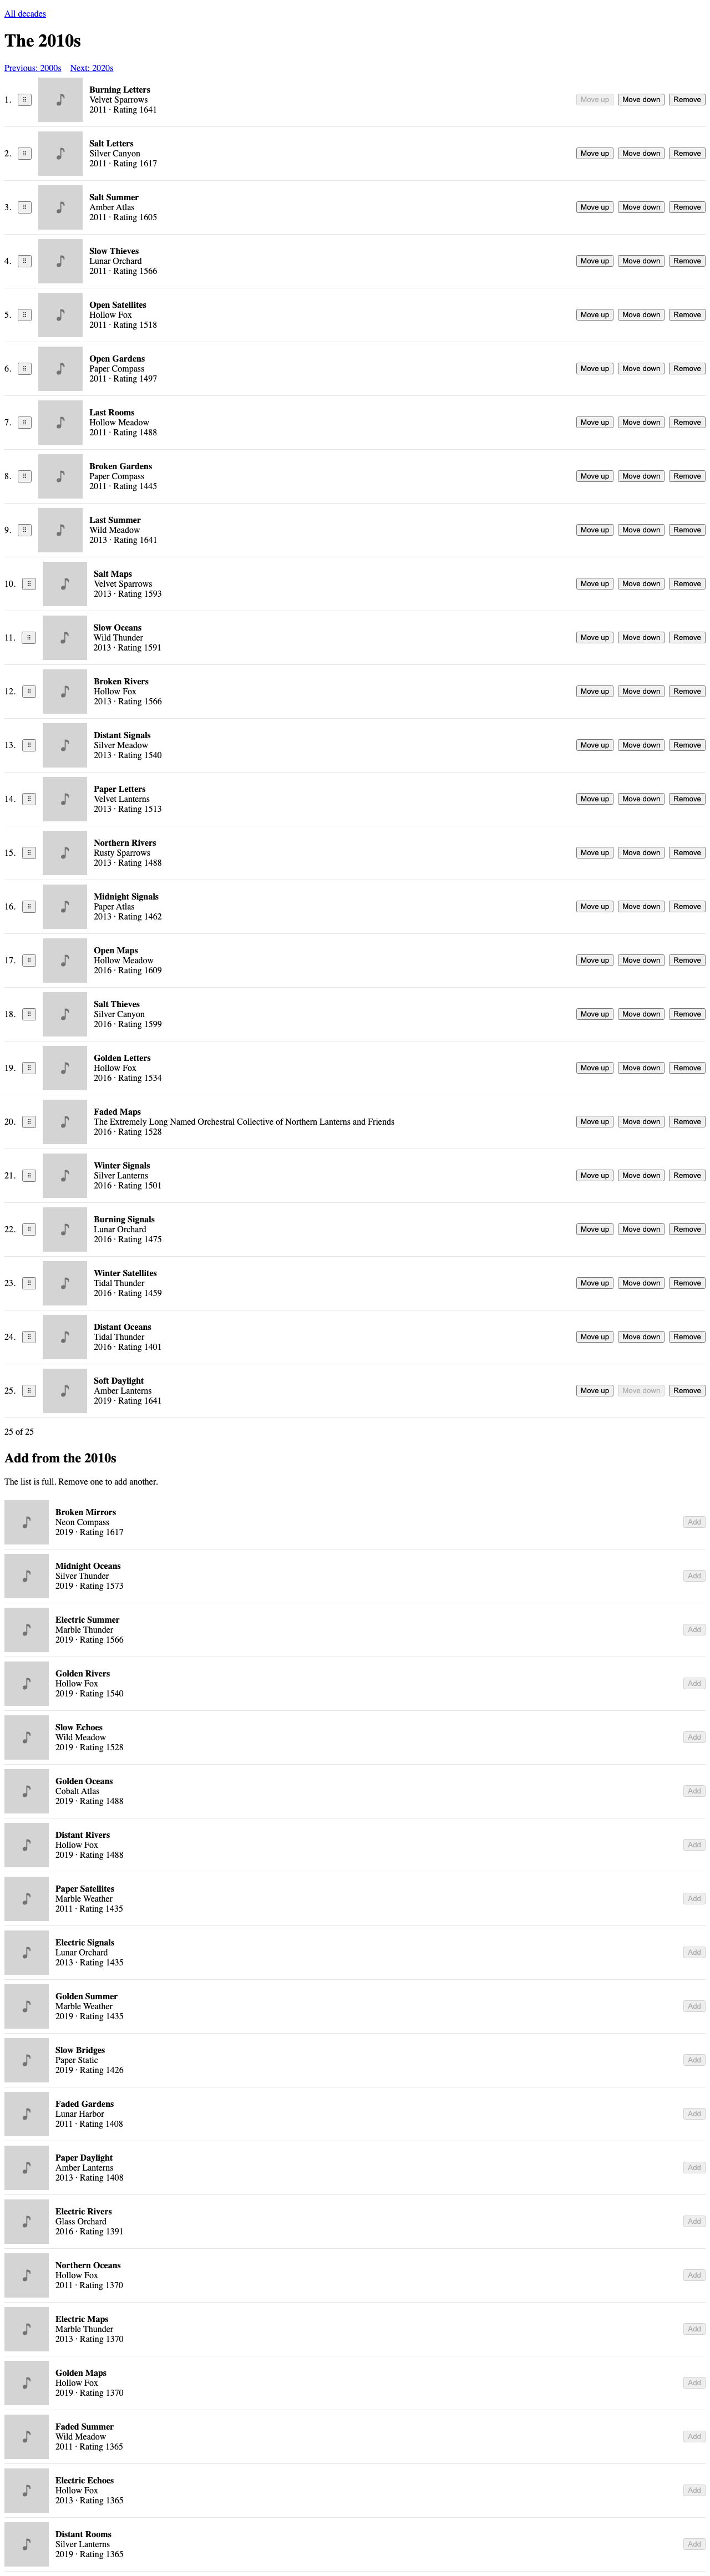 All decades
The 2010s
Previous: 2000s Next: 2020s
1. Burning Letters
Velvet Sparrows
2011 · Rating 1641
Move up Move down Remove
2. Salt Letters
Silver Canyon
2011 · Rating 1617
Move up Move down Remove
3. Salt Summer
Amber Atlas
2011 · Rating 1605
Move up Move down Remove
4. Slow Thieves
Lunar Orchard
2011 · Rating 1566
Move up Move down Remove
5. Open Satellites
Hollow Fox
2011 · Rating 1518
Move up Move down Remove
6. Open Gardens
Paper Compass
2011 · Rating 1497
Move up Move down Remove
7. Last Rooms
Hollow Meadow
2011 · Rating 1488
Move up Move down Remove
8. Broken Gardens
Paper Compass
2011 · Rating 1445
Move up Move down Remove
9. Last Summer
Wild Meadow
2013 · Rating 1641
Move up Move down Remove
10. Salt Maps
Velvet Sparrows
2013 · Rating 1593
Move up Move down Remove
11. Slow Oceans
Wild Thunder
2013 · Rating 1591
Move up Move down Remove
12. Broken Rivers
Hollow Fox
2013 · Rating 1566
Move up Move down Remove
13. Distant Signals
Silver Meadow
2013 · Rating 1540
Move up Move down Remove
14. Paper Letters
Velvet Lanterns
2013 · Rating 1513
Move up Move down Remove
15. Northern Rivers
Rusty Sparrows
2013 · Rating 1488
Move up Move down Remove
16. Midnight Signals
Paper Atlas
2013 · Rating 1462
Move up Move down Remove
17. Open Maps
Hollow Meadow
2016 · Rating 1609
Move up Move down Remove
18. Salt Thieves
Silver Canyon
2016 · Rating 1599
Move up Move down Remove
19. Golden Letters
Hollow Fox
2016 · Rating 1534
Move up Move down Remove
20. Faded Maps
The Extremely Long Named Orchestral Collective of Northern Lanterns and Friends
2016 · Rating 1528
Move up Move down Remove
21. Winter Signals
Silver Lanterns
2016 · Rating 1501
Move up Move down Remove
22. Burning Signals
Lunar Orchard
2016 · Rating 1475
Move up Move down Remove
23. Winter Satellites
Tidal Thunder
2016 · Rating 1459
Move up Move down Remove
24. Distant Oceans
Tidal Thunder
2016 · Rating 1401
Move up Move down Remove
25. Soft Daylight
Amber Lanterns
2019 · Rating 1641
Move up Move down Remove
25 of 25
Add from the 2010s
The list is full. Remove one to add another.
Broken Mirrors
Neon Compass
2019 · Rating 1617
Add
Midnight Oceans
Silver Thunder
2019 · Rating 1573
Add
Electric Summer
Marble Thunder
2019 · Rating 1566
Add
Golden Rivers
Hollow Fox
2019 · Rating 1540
Add
Slow Echoes
Wild Meadow
2019 · Rating 1528
Add
Golden Oceans
Cobalt Atlas
2019 · Rating 1488
Add
Distant Rivers
Hollow Fox
2019 · Rating 1488
Add
Paper Satellites
Marble Weather
2011 · Rating 1435
Add
Electric Signals
Lunar Orchard
2013 · Rating 1435
Add
Golden Summer
Marble Weather
2019 · Rating 1435
Add
Slow Bridges
Paper Static
2019 · Rating 1426
Add
Faded Gardens
Lunar Harbor
2011 · Rating 1408
Add
Paper Daylight
Amber Lanterns
2013 · Rating 1408
Add
Electric Rivers
Glass Orchard
2016 · Rating 1391
Add
Northern Oceans
Hollow Fox
2011 · Rating 1370
Add
Electric Maps
Marble Thunder
2013 · Rating 1370
Add
Golden Maps
Hollow Fox
2019 · Rating 1370
Add
Faded Summer
Wild Meadow
2011 · Rating 1365
Add
Electric Echoes
Hollow Fox
2013 · Rating 1365
Add
Distant Rooms
Silver Lanterns
2019 · Rating 1365
Add